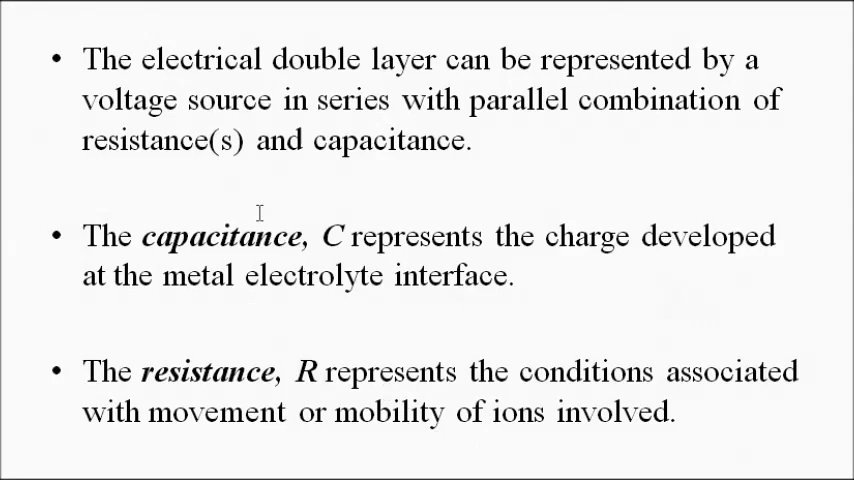 • The electrical double layer can be represented by a
voltage source in series with parallel combination of
resistance(s) and capacitance.
• The capacitance, C represents the charge developed
at the metal electrolyte interface.
• The resistance, R represents the conditions associated
with movement or mobility of ions involved.